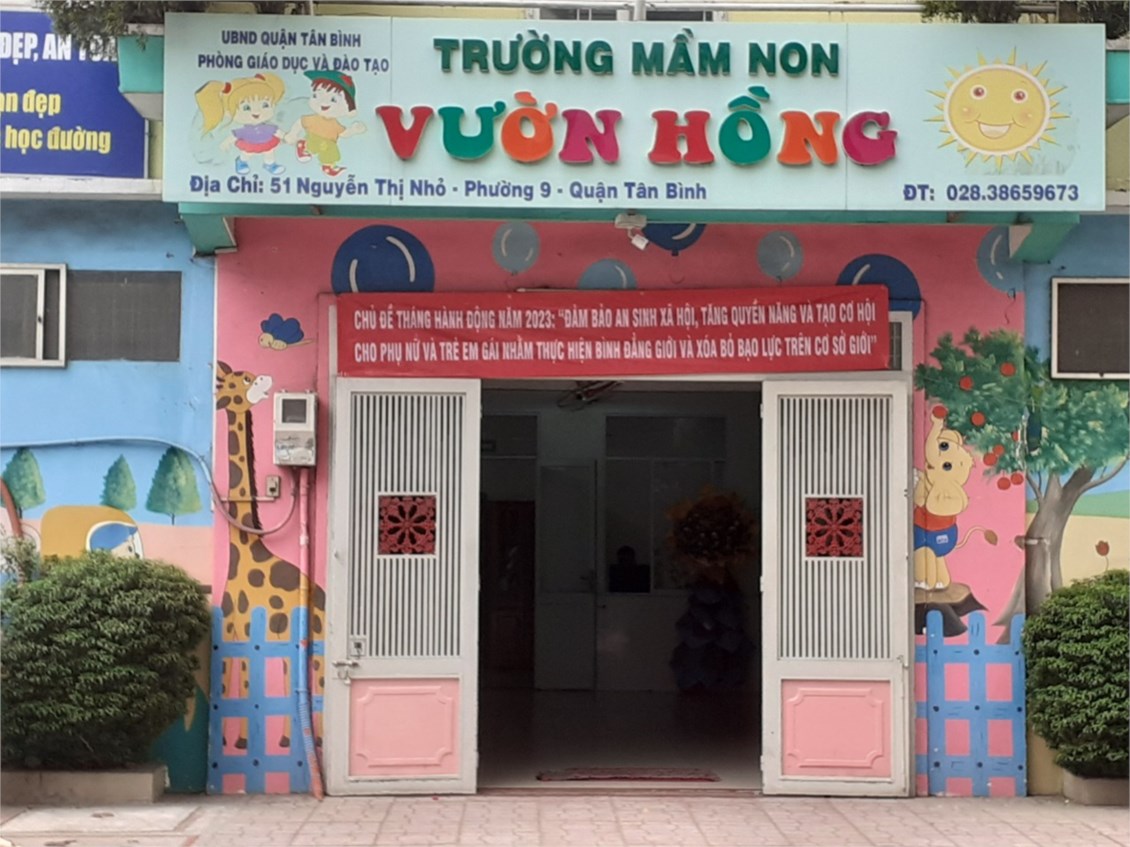 ĐẸP, AN
an đẹp
học đường
UBND QUẬN TÂN BÌNH
PHÒNG GIÁO DỤC VÀ ĐÀO TẠO
TRƯỜNG MẦM NON
VƯỜN HỒNG
Địa Chỉ: 51 Nguyễn Thị Nhỏ - Phường 9 - Quận Tân Bình
ĐT: 028.38659673
CHỦ ĐỀ THÁNG HÀNH ĐỘNG NĂM 2023: "ĐẢM BẢO AN SINH XÃ HỘI, TĂNG QUYỀN NĂNG VÀ TẠO CƠ HỘI
CHO PHỤ NỮ VÀ TRẺ EM GÁI NHẰM THỰC HIỆN BÌNH ĐẲNG GIỚI VÀ XÓA BỎ BẠO LỰC TRÊN CƠ SỞ GIỚI"